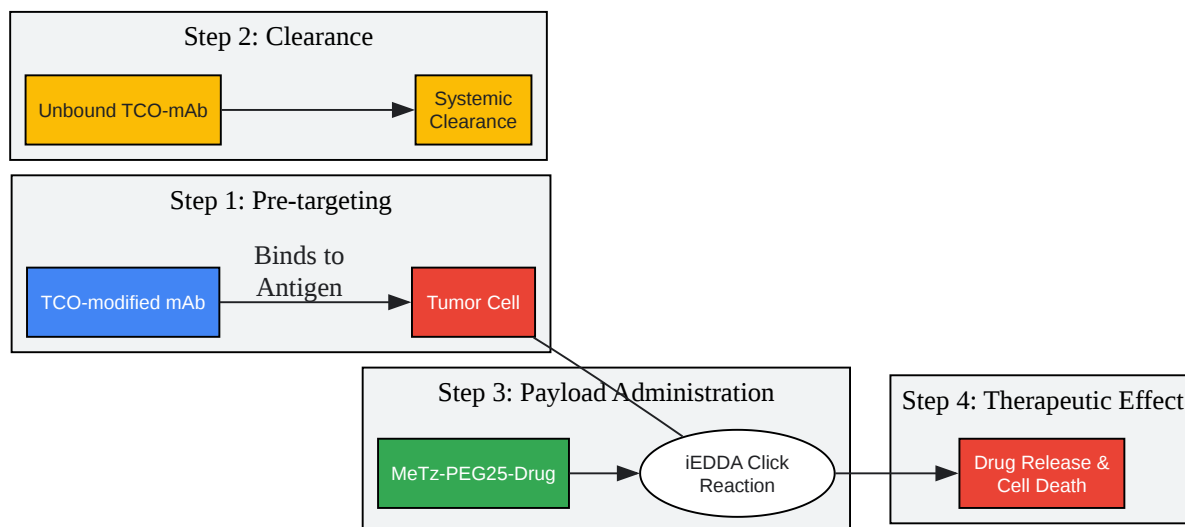 Step 2: Clearance
Unbound TCO-mAb
Systemic
Clearance
Step 1: Pre-targeting
TCO-modified mAb
Binds to
Antigen
Tumor Cell
Step 3: Payload Administration
MeTz-PEG25-Drug
iEDDA Click
Reaction
Step 4: Therapeutic Effect
Drug Release &
Cell Death